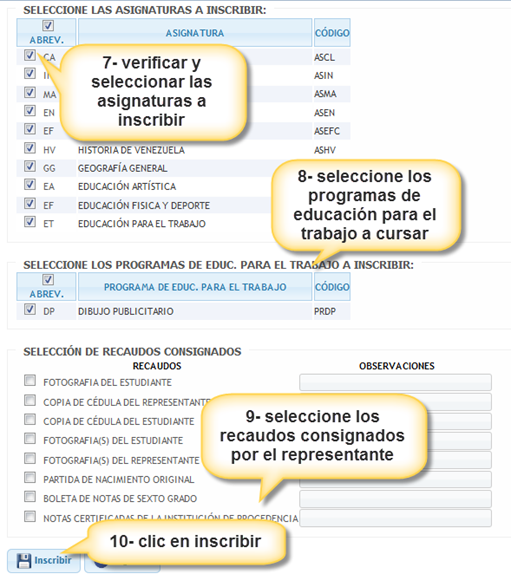 SELECCIONE LAS ASIGNATURAS A INSCRIBIR:
ABREV. ASIGNATURA CÓDIGO
CA ASCL
ASIN
MA ASMA
EN ASEN
EF ASEFC
HV HISTORIA DE VENEZUELA ASHV
GG GEOGRAFÍA GENERAL
EA EDUCACIÓN ARTÍSTICA
EF EDUCACIÓN FISICA Y DEPORTE
ET EDUCACIÓN PARA EL TRABAJO
7- verificar y
seleccionar las
asignaturas a
inscribir
8- seleccione los
programas de
educación para el
trabajo a cursar
SELECCIONE LOS PROGRAMAS DE EDUC. PARA EL TRABAJO A INSCRIBIR:
ABREV. PROGRAMA DE EDUC. PARA EL TRABAJO CÓDIGO
DP DIBUJO PUBLICITARIO PRDP
SELECCIÓN DE RECAUDOS CONSIGNADOS
RECAUDOS OBSERVACIONES
FOTOGRAFIA DEL ESTUDIANTE
COPIA DE CÉDULA DEL REPRESENTANTE
COPIA DE CÉDULA DEL ESTUDIANTE
FOTOGRAFIA(S) DEL ESTUDIANTE
FOTOGRAFIA(S) DEL REPRESENTANTE
PARTIDA DE NACIMIENTO ORIGINAL
BOLETA DE NOTAS DE SEXTO GRADO
NOTAS CERTIFICADAS DE LA INSTITUCIÓN DE PROCEDENCIA
9- seleccione los
recaudos consignados
por el representante
10- clic en inscribir
Inscribir